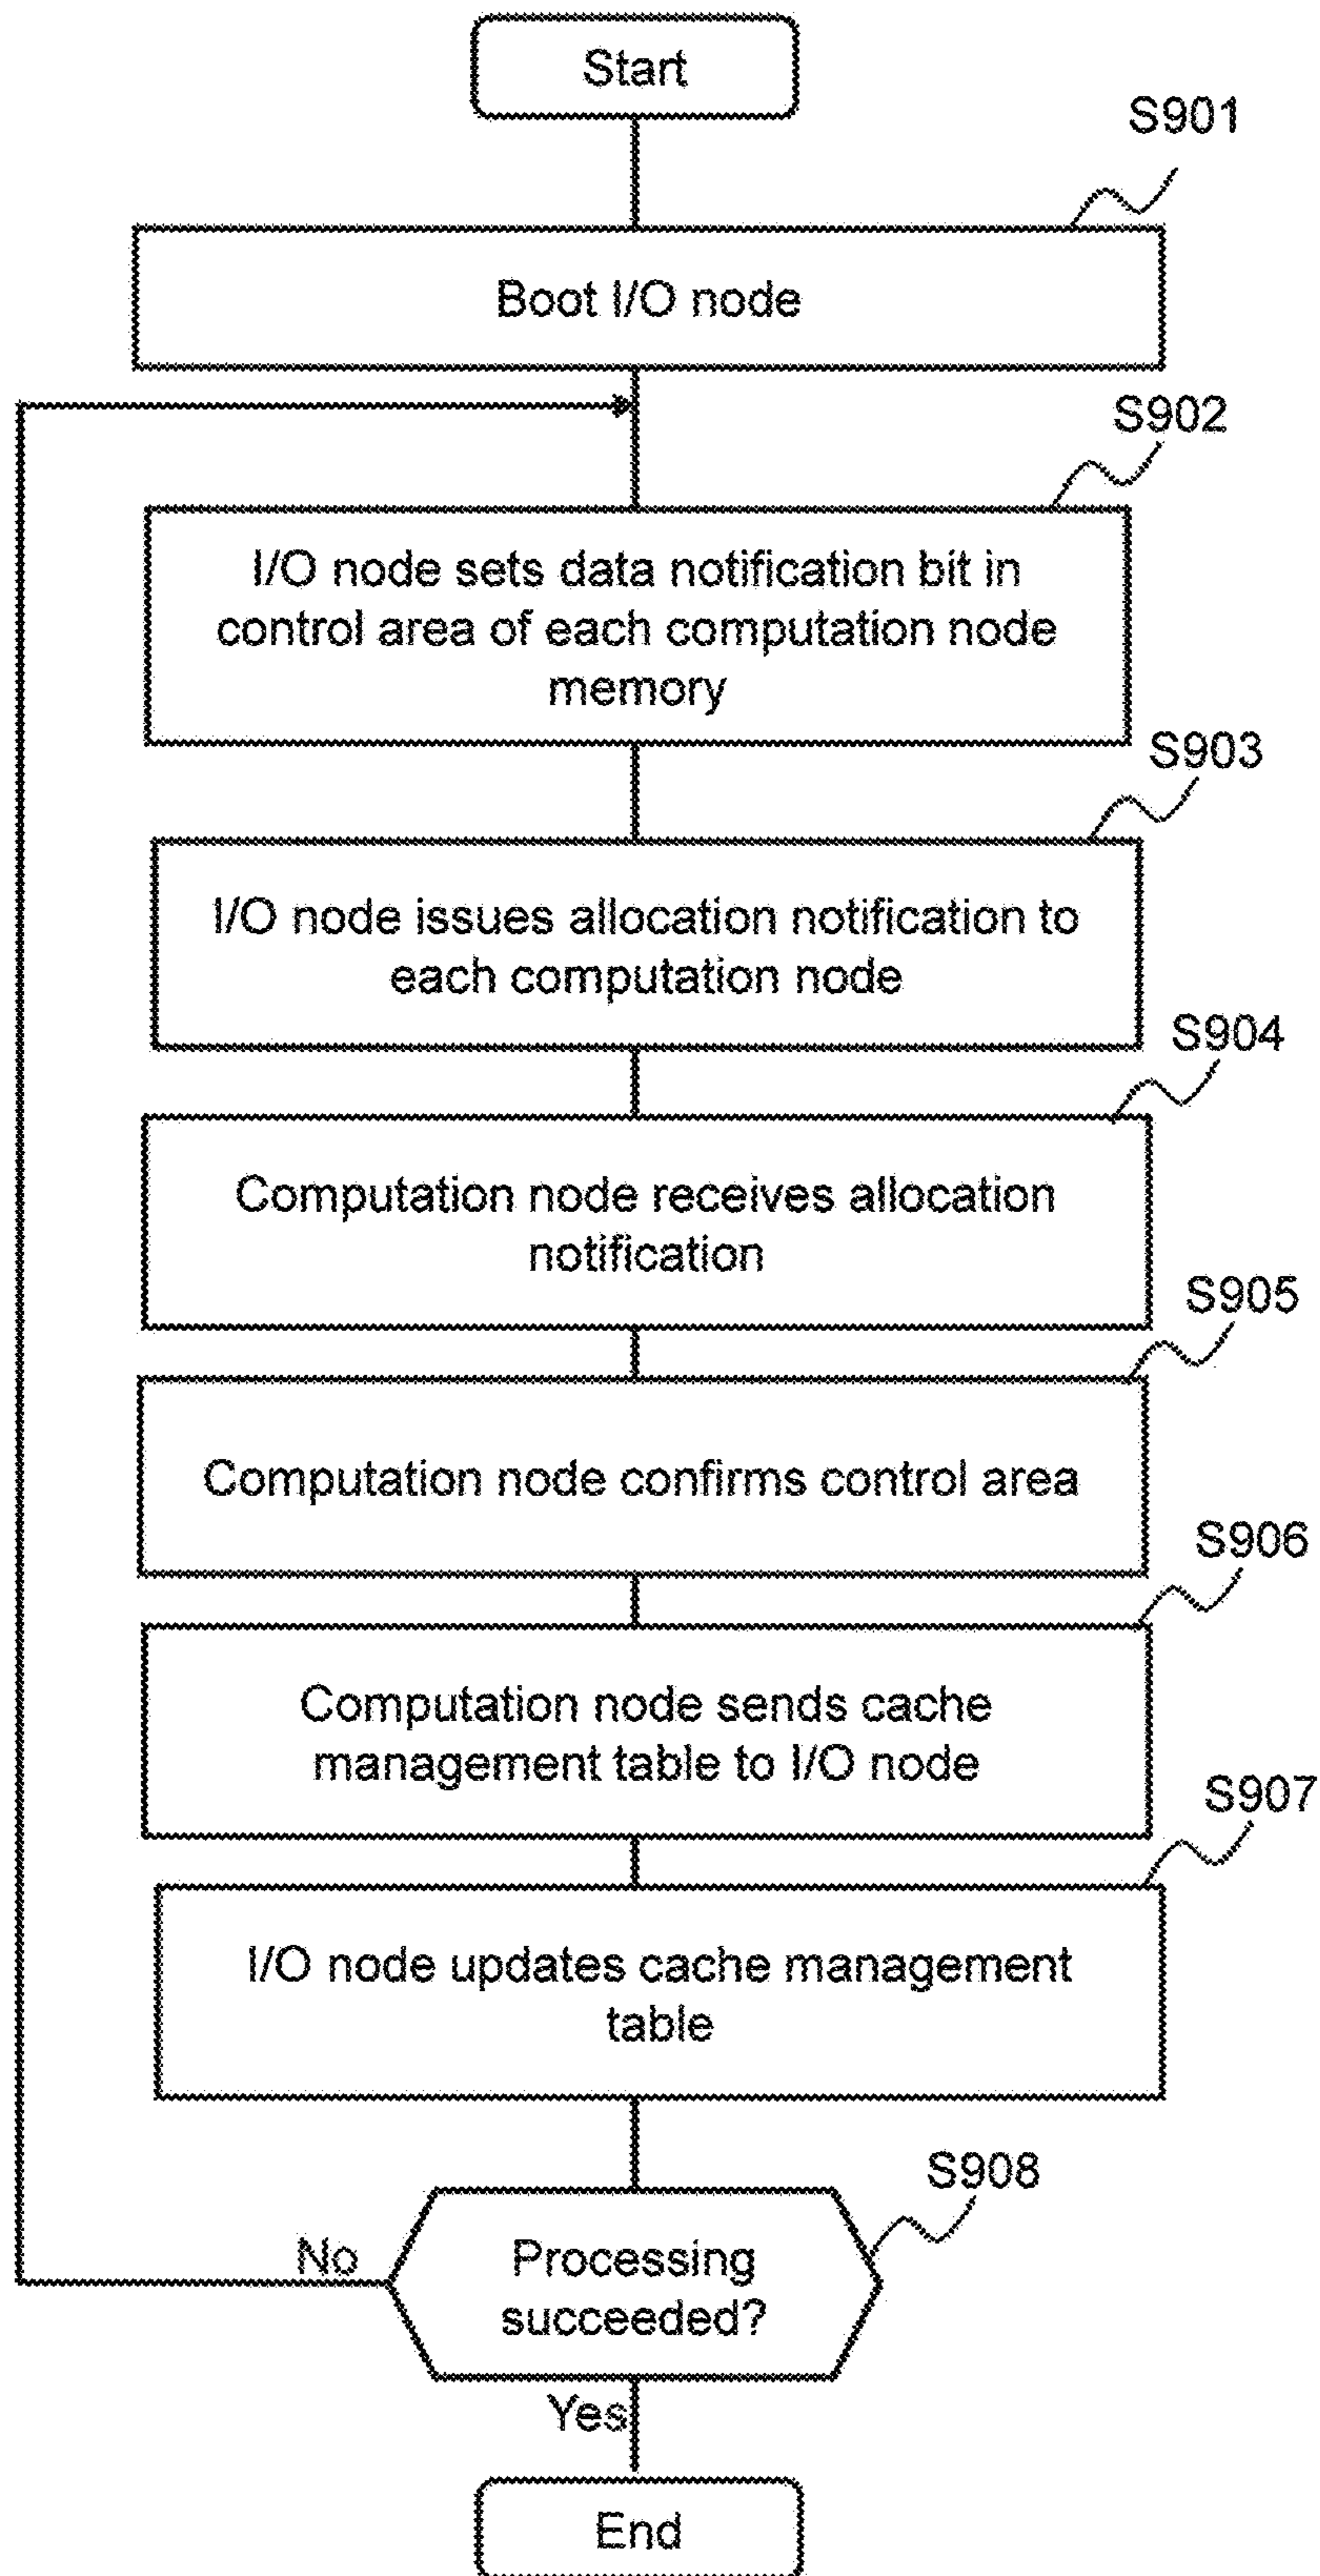 Start
S901
Boot I/O node
S902
I/O node sets data notification bit in
control area of each computation node
memory
S903
I/O node issues allocation notification to
each computation node
S904
Computation node receives allocation
notification
S905
Computation node confirms control area
S906
Computation node sends cache
management table to I/O node
S907
I/O node updates cache management
table
S908
No
Processing
succeeded?
Yes
End